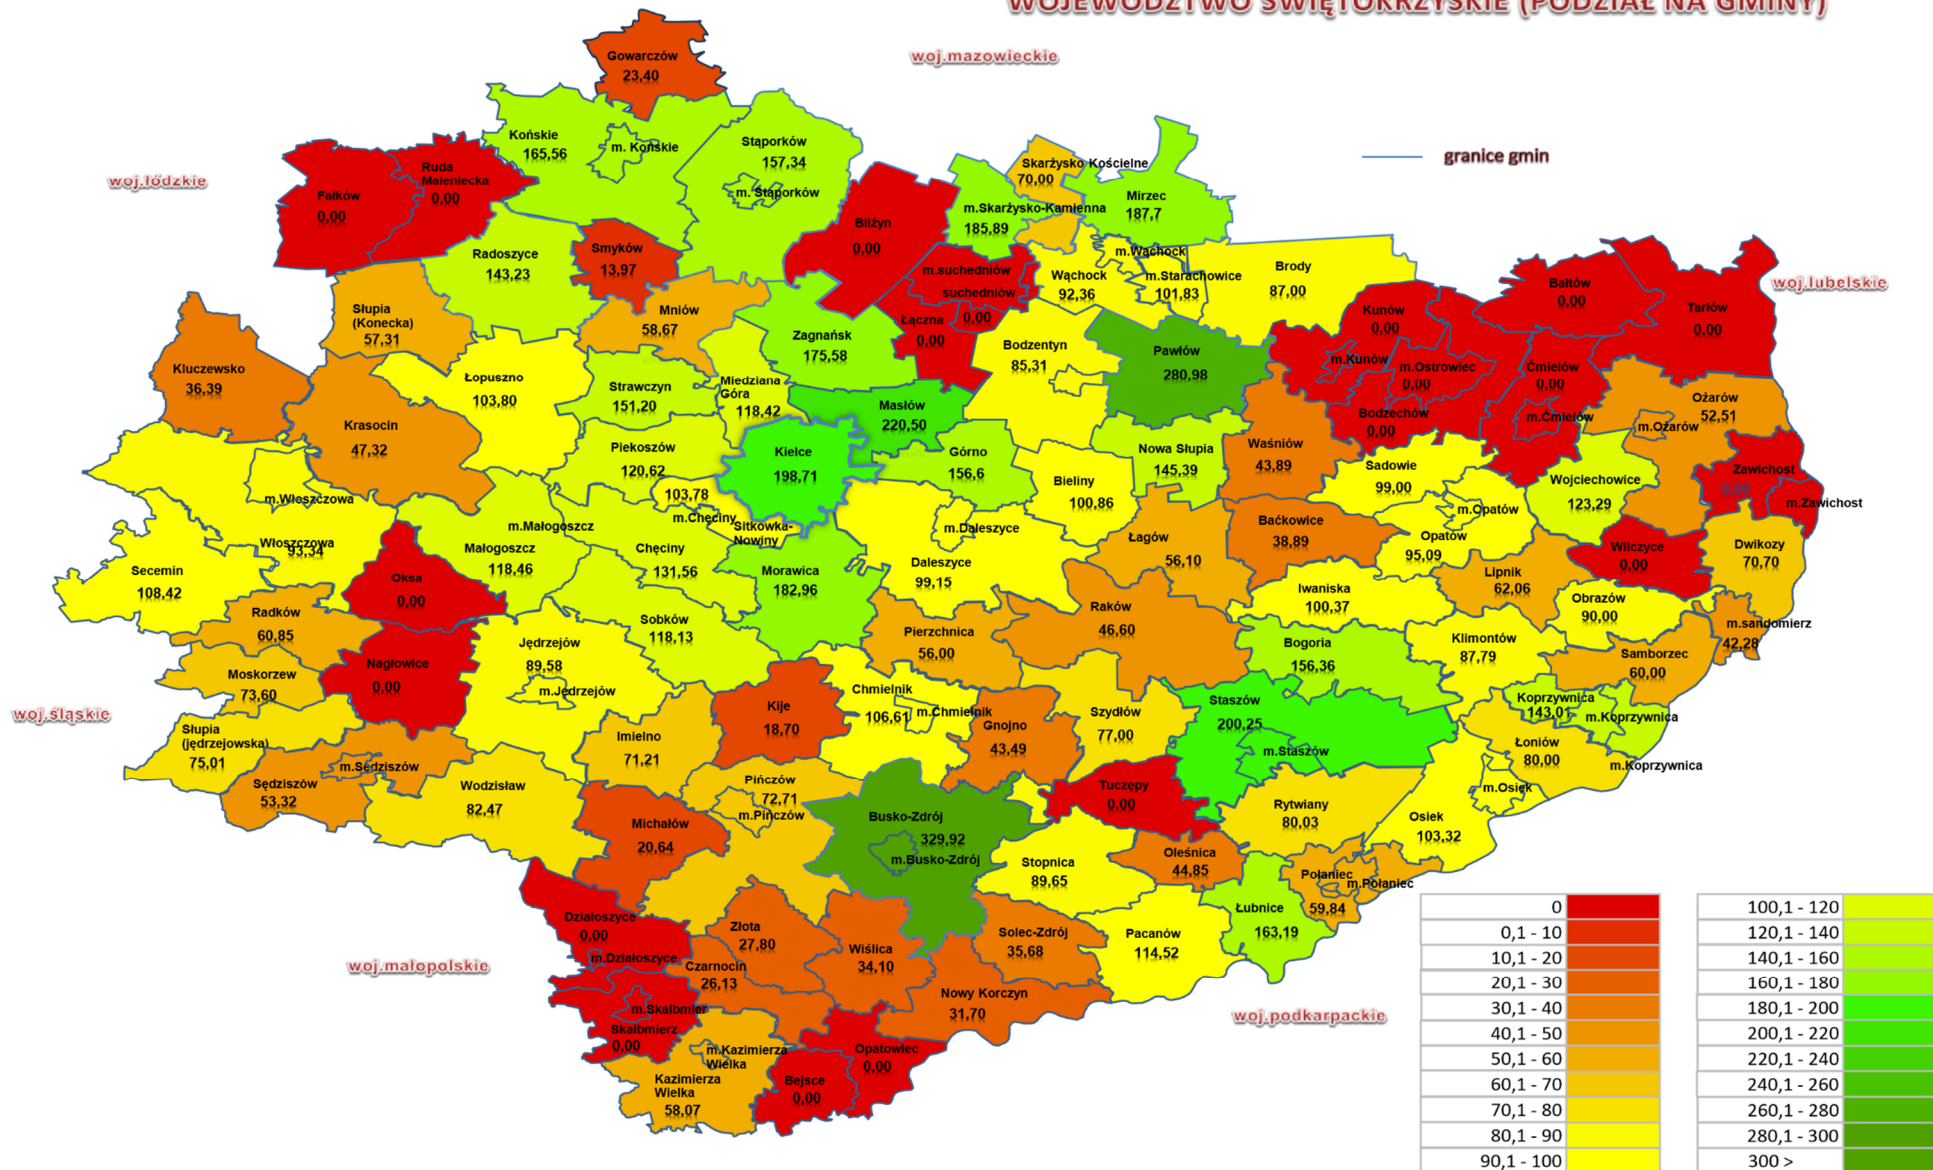 WOJEWÓDZTWO ŚWIĘTOKRZYSKIE (PODZIAŁ NA GMINY)
woj.mazowieckie
woj.łódzkie
woj.lubelskie
woj.śląskie
woj.małopolskie
woj.podkarpackie
granice gmin
Gowarczów
23,40
Końskie
165,56
m. Końskie
Stąporków
157,34
m. Stąporków
Fałków
0,00
Ruda
Maleniecka
0,00
Radoszyce
143,23
Smyków
13,97
Bliżyn
0,00
Skarżysko Kościelne
70,00
m.Skarżysko-Kamienna
185,89
Mirzec
187,7
m.suchedniów
suchedniów
0,00
Łączna
0,00
Wąchock
92,36
m.Wąchock
m.Starachowice
101,83
Brody
87,00
Słupia
(Konecka)
57,31
Mniów
58,67
Zagnańsk
175,58
Bodzentyn
85,31
Pawłów
280,98
Kunów
0,00
m.Kunów
m.Ostrowiec
0,00
Bodzechów
0,00
Bałtów
0,00
Ćmielów
0,00
m.Ćmielów
Tarłów
0,00
Kluczewsko
36,39
Łopuszno
103,80
Strawczyn
151,20
Miedziana
Góra
118,42
Masłów
220,50
Krasocin
47,32
Piekoszów
120,62
Kielce
198,71
Górno
156,6
Bieliny
100,86
Nowa Słupia
145,39
Waśniów
43,89
Sadowie
99,00
Wojciechowice
123,29
Ożarów
52,51
m.Ożarów
Zawichost
0,00
m.Zawichost
m.Włoszczowa
Włoszczowa
93,34
103,78
m.Chęciny
Sitkówka-
Nowiny
m.Małogoszcz
Małogoszcz
118,46
Chęciny
131,56
Morawica
182,96
m.Daleszyce
Daleszyce
99,15
Łagów
56,10
Baćkowice
38,89
m.Opatów
Opatów
95,09
Lipnik
62,06
Wilczyce
0,00
Dwikozy
70,70
Secemin
108,42
Oksa
0,00
Radków
60,85
Sobków
118,13
Pierzchnica
56,00
Raków
46,60
Iwaniska
100,37
Obrazów
90,00
m.sandomierz
42,28
Moskorzew
73,60
Nagłowice
0,00
Jędrzejów
89,58
m.Jędrzejów
Bogoria
156,36
Klimontów
87,79
Samborzec
60,00
Słupia
(jędrzejowska)
75,01
Kije
18,70
Chmielnik
106,61
m.Chmielnik
Gnojno
43,49
Szydłów
77,00
Staszów
200,25
m.Staszów
Koprzywnica
143,01
m.Koprzywnica
Łoniów
80,00
m.Koprzywnica
Imielno
71,21
m.Sędziszów
Sędziszów
53,32
Wodzisław
82,47
Pińczów
72,71
m.Pińczów
Michałów
20,64
Busko-Zdrój
329,92
m.Busko-Zdrój
Tuczępy
0,00
Rytwiany
80,03
Osiek
103,32
m.Osiek
Stopnica
89,65
Oleśnica
44,85
Połaniec
m.Połaniec
59,84
Łubnice
163,19
Działoszyce
0,00
m.Działoszyce
Złota
27,80
Wiślica
34,10
Solec-Zdrój
35,68
Pacanów
114,52
Czarnocin
26,13
Nowy Korczyn
31,70
m.Skalbmier
Skalbmierz
0,00
m.Kazimierza
Wielka
Kazimierza
Wielka
58,07
Opatowiec
0,00
Bejsce
0,00
0
0,1 - 10
10,1 - 20
20,1 - 30
30,1 - 40
40,1 - 50
50,1 - 60
60,1 - 70
70,1 - 80
80,1 - 90
90,1 - 100
100,1 - 120
120,1 - 140
140,1 - 160
160,1 - 180
180,1 - 200
200,1 - 220
220,1 - 240
240,1 - 260
260,1 - 280
280,1 - 300
300 >